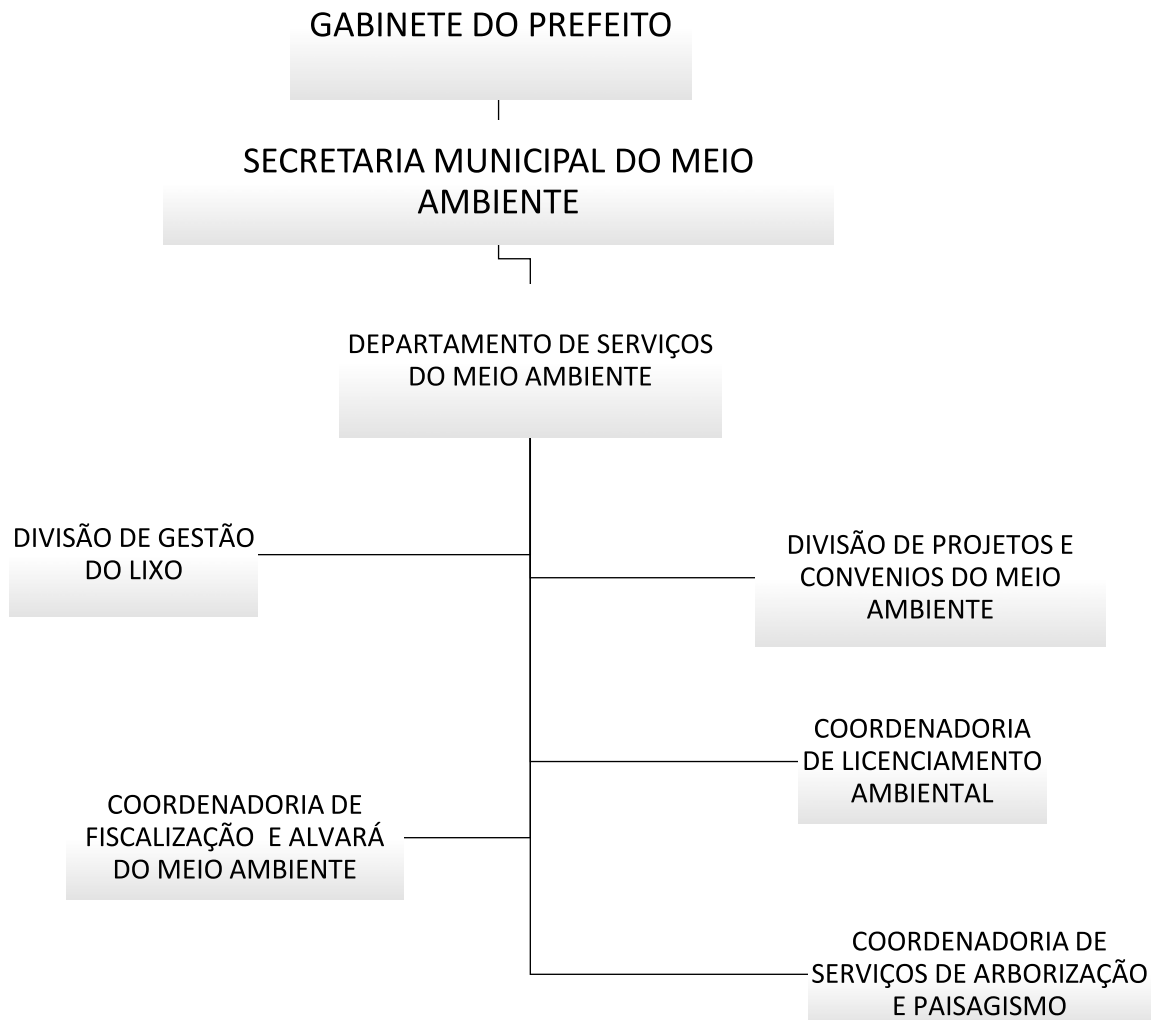 GABINETE DO PREFEITO
SECRETARIA MUNICIPAL DO MEIO
AMBIENTE
DEPARTAMENTO DE SERVIÇOS
DO MEIO AMBIENTE
DIVISÃO DE GESTÃO
DO LIXO
DIVISÃO DE PROJETOS E
CONVENIOS DO MEIO
AMBIENTE
COORDENADORIA
DE LICENCIAMENTO
AMBIENTAL
COORDENADORIA DE
FISCALIZAÇÃO E ALVARÁ
DO MEIO AMBIENTE
COORDENADORIA DE
SERVIÇOS DE ARBORIZAÇÃO
E PAISAGISMO